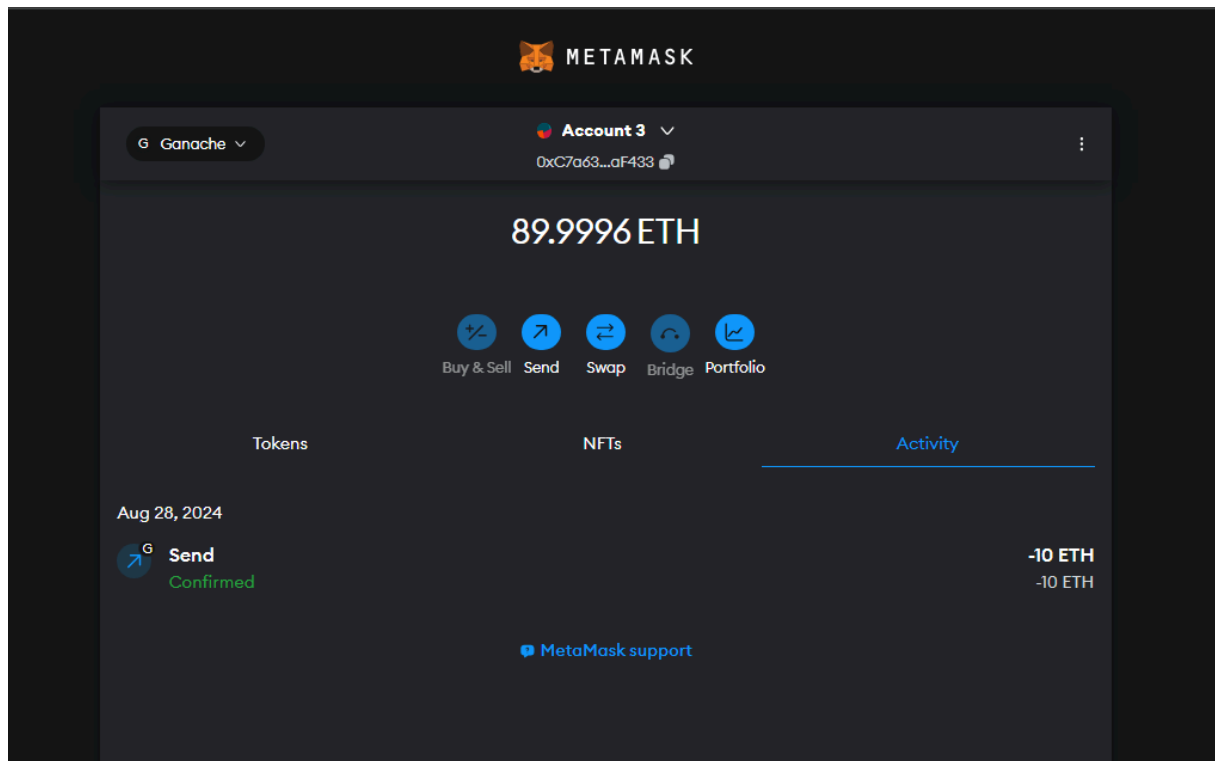 METAMASK
G Ganache
Account 3
0xC7a63...aF433
89.9996 ETH
Buy & Sell Send Swap Bridge Portfolio
Tokens NFTs Activity
Aug 28, 2024
G
Send -10 ETH
Confirmed -10 ETH
MetaMask support